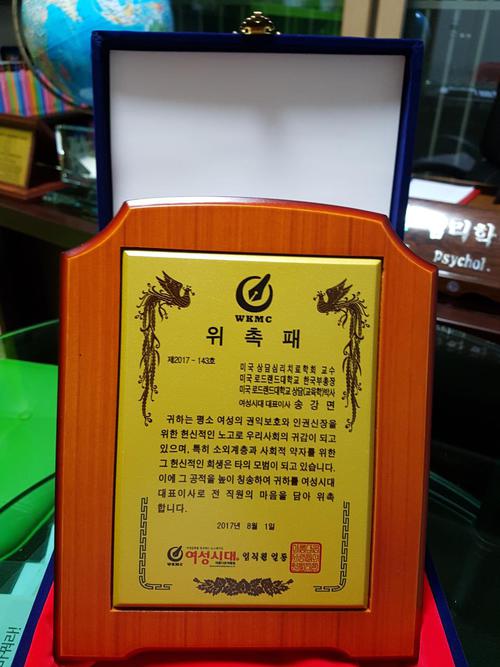 WKMC
위촉패
제2017-143호
미국 상담심리치료학회 교수
미국 로드랜드대학교 한국부총장
미국 로드랜드대학교 상담(교육학)박사
여성시대 대표이사 송강면
귀하는 평소 여성의 권익보호와 인권신장을
위한 헌신적인 노고로 우리사회의 귀감이 되고
있으며, 특히 소외계층과 사회적 약자를 위한
그 헌신적인 희생은 타의 모범이 되고 있습니다.
이에 그 공적을 높이 칭송하여 귀하를 여성시대
대표이사로 전 직원의 마음을 담아 위촉
합니다.
2017년 8월 1일
WKMC
여성시대 임직원 일동
리학
psychol.